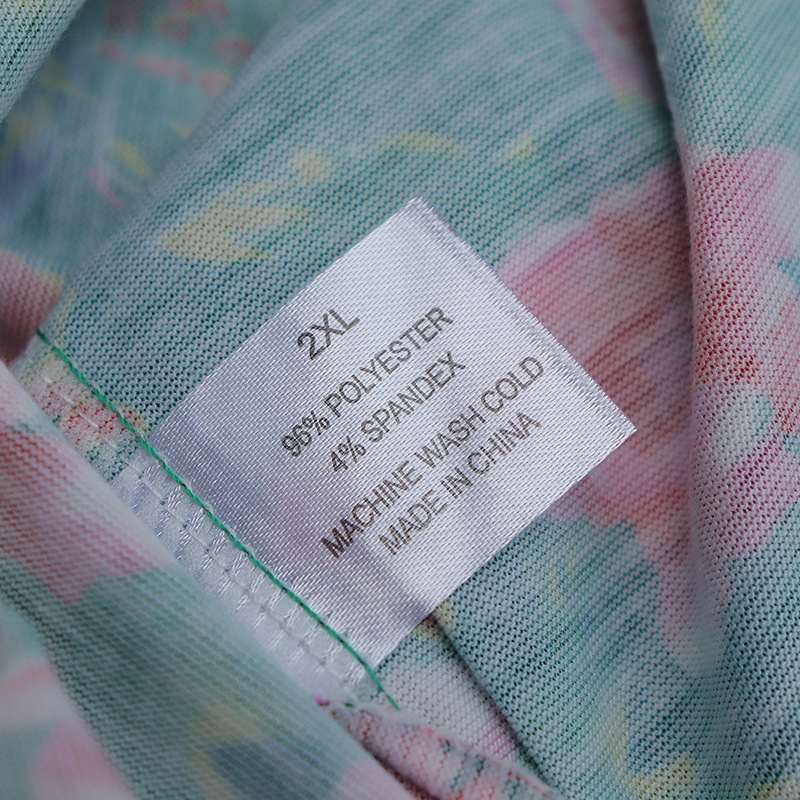 2XL
96% POLYESTER
4% SPANDEX
MACHINE WASH COLD
MADE IN CHINA